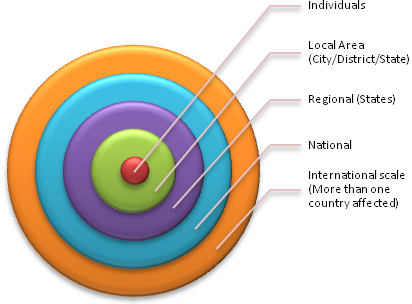 Individuals
Local Area
(City/District/State)
Regional (States)
National
International scale
(More than one
country affected)